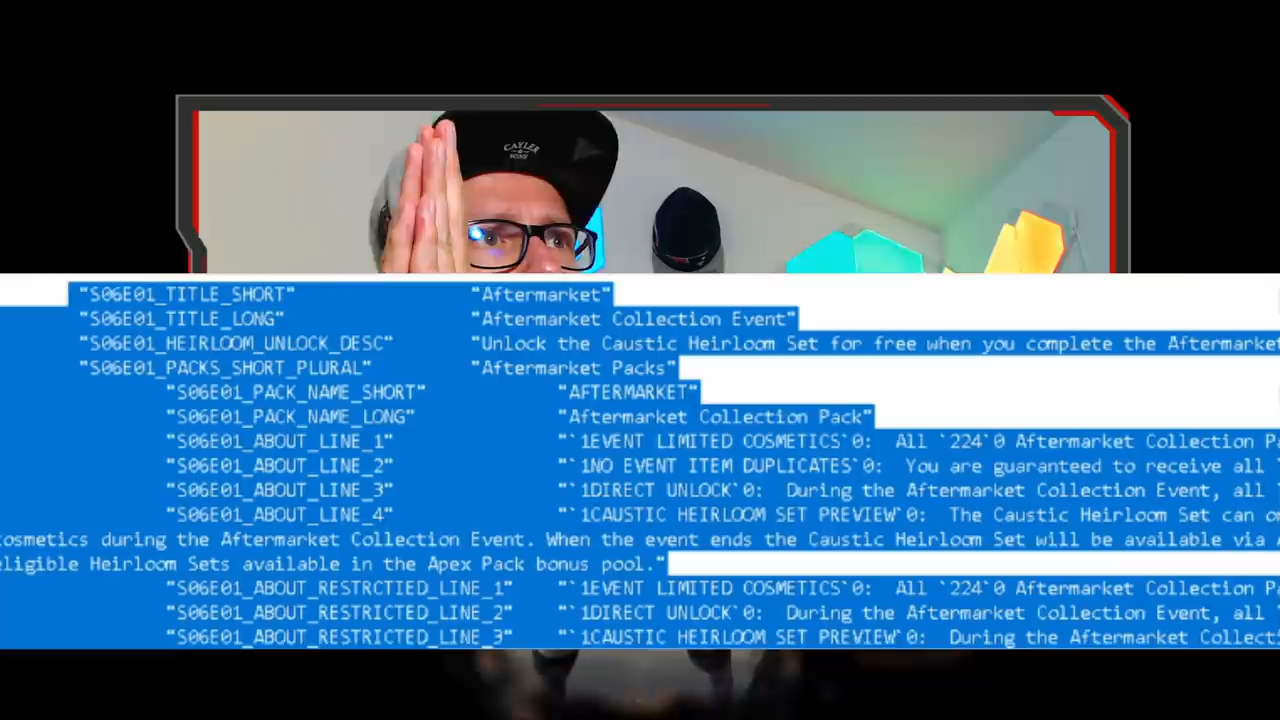 CAYLER
& SONS
"S06E01_TITLE_SHORT" "Aftermarket"
"S06E01_TITLE_LONG" "Aftermarket Collection Event"
"S06E01_HEIRLOOM_UNLOCK_DESC" "Unlock the Caustic Heirloom Set for free when you complete the Aftermarket
"S06E01_PACKS_SHORT_PLURAL" "Aftermarket Packs"
"S06E01_PACK_NAME_SHORT" "AFTERMARKET"
"S06E01_PACK_NAME_LONG" "Aftermarket Collection Pack"
"S06E01_ABOUT_LINE_1" "`1EVENT LIMITED COSMETICS`0: All `224`0 Aftermarket Collection Pa
"S06E01_ABOUT_LINE_2" "`1NO EVENT ITEM DUPLICATES`0: You are guaranteed to receive all `
"S06E01_ABOUT_LINE_3" "`1DIRECT UNLOCK`0: During the Aftermarket Collection Event, all `
"S06E01_ABOUT_LINE_4" "`1CAUSTIC HEIRLOOM SET PREVIEW`0: The Caustic Heirloom Set can o
cosmetics during the Aftermarket Collection Event. When the event ends the Caustic Heirloom Set will be available via A
eligible Heirloom Sets available in the Apex Pack bonus pool."
"S06E01_ABOUT_RESTRCTIED_LINE_1" "`1EVENT LIMITED COSMETICS`0: All `224`0 Aftermarket Collection Pa
"S06E01_ABOUT_RESTRICTED_LINE_2" "`1DIRECT UNLOCK`0: During the Aftermarket Collection Event, all `
"S06E01_ABOUT_RESTRICTED_LINE_3" "`1CAUSTIC HEIRLOOM SET PREVIEW`0: During the Aftermarket Collecti